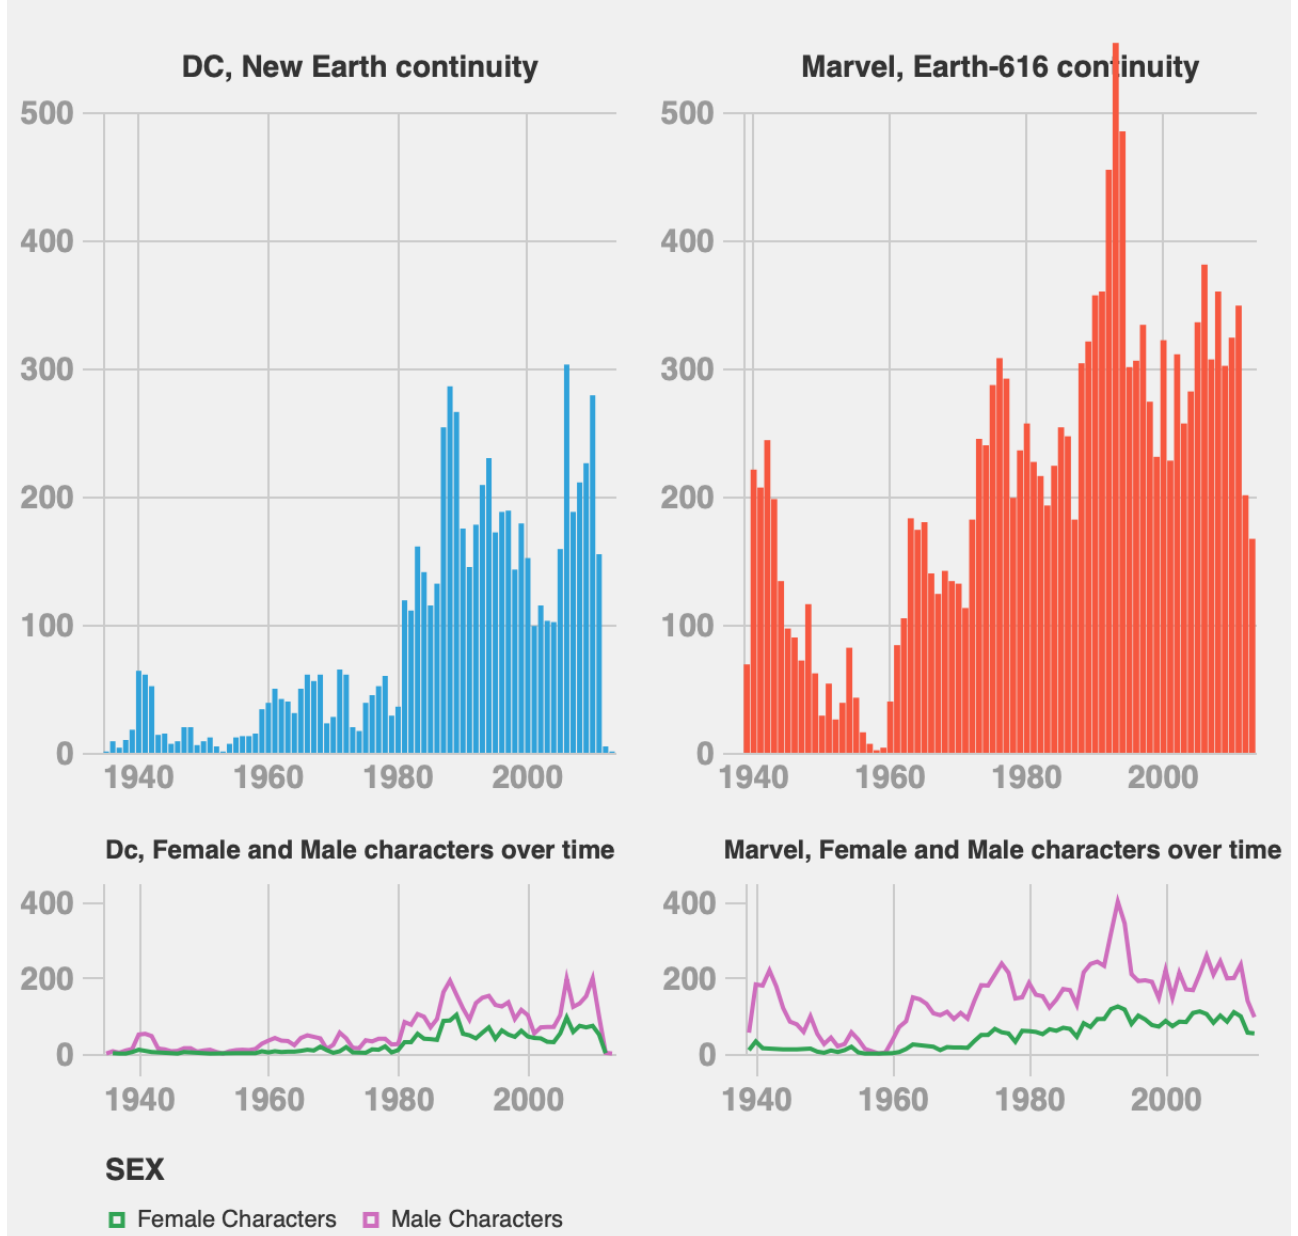 DC, New Earth continuity
500
400
300
200
100
0
1940 1960 1980 2000
Marvel, Earth-616 continuity
500
400
300
200
100
0
1940 1960 1980 2000
Dc, Female and Male characters over time
400
200
0
1940 1960 1980 2000
Marvel, Female and Male characters over time
400
200
0
1940 1960 1980 2000
SEX
Female Characters Male Characters